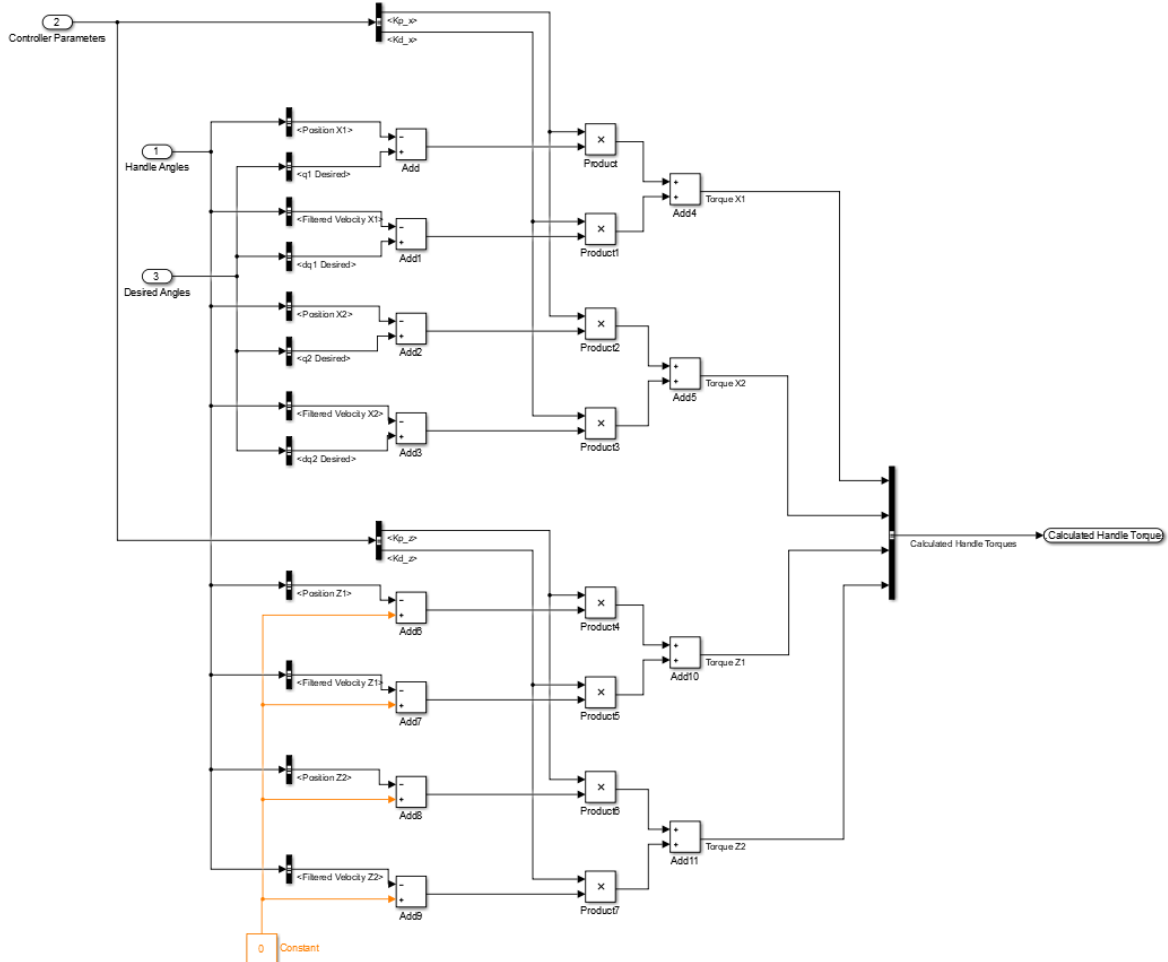 2
Controller Parameters
<Kp_x>
<Kd_x>
<Position X1>
−
+
Add
×
Product
1
Handle Angles
<q1 Desired>
+
+
Add4
Torque X1
<Filtered Velocity X1>
−
+
Add1
×
Product1
<dq1 Desired>
3
Desired Angles
<Position X2>
−
+
Add2
×
Product2
<q2 Desired>
+
+
Add5
Torque X2
<Filtered Velocity X2>
−
+
Add3
×
Product3
<dq2 Desired>
<Kp_z>
<Kd_z>
Calculated Handle Torques
Calculated Handle Torque
<Position Z1>
−
+
Add6
×
Product4
+
+
Add10
Torque Z1
<Filtered Velocity Z1>
−
+
Add7
×
Product5
<Position Z2>
−
+
Add8
×
Product6
+
+
Add11
Torque Z2
<Filtered Velocity Z2>
−
+
Add9
×
Product7
0
Constant